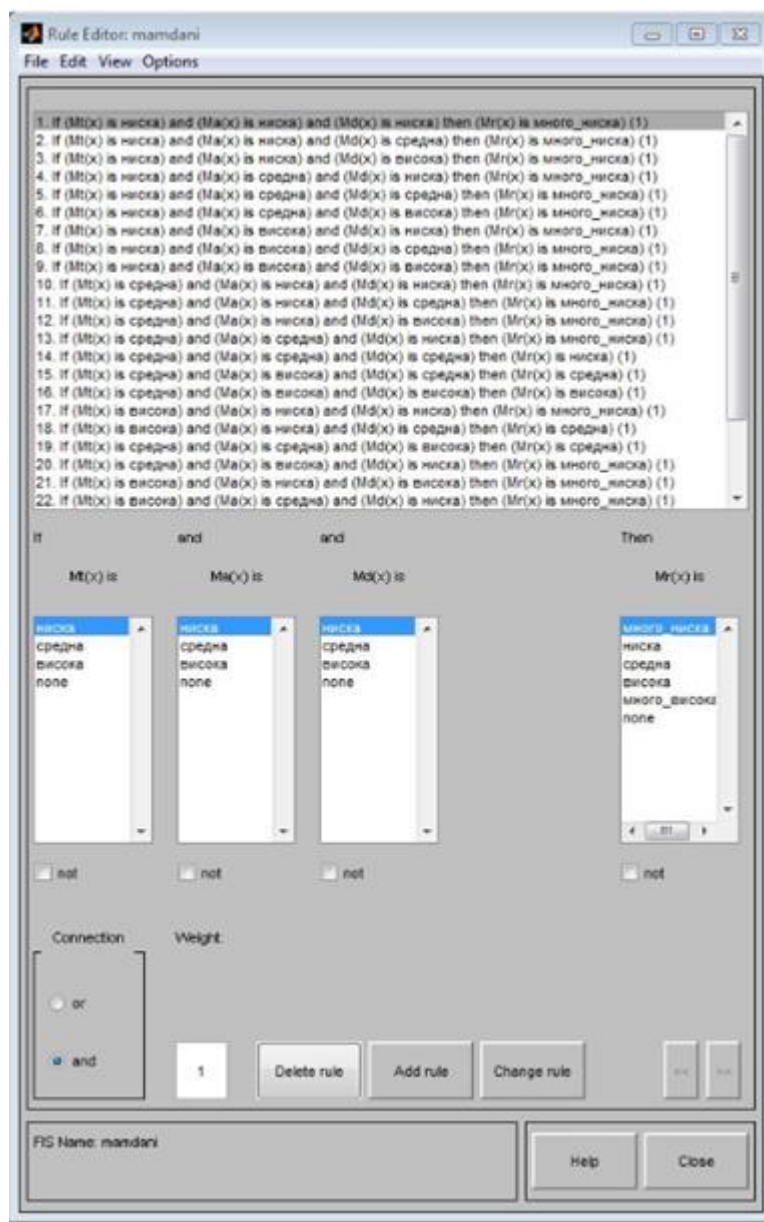 Rule Editor: mamdani
File Edit View Options
1. If (Mt(x) is ниска) and (Ma(x) is ниска) and (Md(x) is ниска) then (Mr(x) is много_ниска) (1)
2. If (Mt(x) is ниска) and (Ma(x) is ниска) and (Md(x) is средна) then (Mr(x) is много_ниска) (1)
3. If (Mt(x) is ниска) and (Ma(x) is ниска) and (Md(x) is висока) then (Mr(x) is много_ниска) (1)
4. If (Mt(x) is ниска) and (Ma(x) is средна) and (Md(x) is ниска) then (Mr(x) is много_ниска) (1)
5. If (Mt(x) is ниска) and (Ma(x) is средна) and (Md(x) is средна) then (Mr(x) is много_ниска) (1)
6. If (Mt(x) is ниска) and (Ma(x) is средна) and (Md(x) is висока) then (Mr(x) is много_ниска) (1)
7. If (Mt(x) is ниска) and (Ma(x) is висока) and (Md(x) is ниска) then (Mr(x) is много_ниска) (1)
8. If (Mt(x) is ниска) and (Ma(x) is висока) and (Md(x) is средна) then (Mr(x) is много_ниска) (1)
9. If (Mt(x) is ниска) and (Ma(x) is висока) and (Md(x) is висока) then (Mr(x) is много_ниска) (1)
10. If (Mt(x) is средна) and (Ma(x) is ниска) and (Md(x) is ниска) then (Mr(x) is много_ниска) (1)
11. If (Mt(x) is средна) and (Ma(x) is ниска) and (Md(x) is средна) then (Mr(x) is много_ниска) (1)
12. If (Mt(x) is средна) and (Ma(x) is ниска) and (Md(x) is висока) then (Mr(x) is много_ниска) (1)
13. If (Mt(x) is средна) and (Ma(x) is средна) and (Md(x) is ниска) then (Mr(x) is много_ниска) (1)
14. If (Mt(x) is средна) and (Ma(x) is средна) and (Md(x) is средна) then (Mr(x) is ниска) (1)
15. If (Mt(x) is средна) and (Ma(x) is висока) and (Md(x) is средна) then (Mr(x) is средна) (1)
16. If (Mt(x) is средна) and (Ma(x) is висока) and (Md(x) is висока) then (Mr(x) is висока) (1)
17. If (Mt(x) is висока) and (Ma(x) is ниска) and (Md(x) is ниска) then (Mr(x) is много_ниска) (1)
18. If (Mt(x) is висока) and (Ma(x) is ниска) and (Md(x) is средна) then (Mr(x) is средна) (1)
19. If (Mt(x) is средна) and (Ma(x) is средна) and (Md(x) is висока) then (Mr(x) is средна) (1)
20. If (Mt(x) is средна) and (Ma(x) is висока) and (Md(x) is ниска) then (Mr(x) is много_ниска) (1)
21. If (Mt(x) is висока) and (Ma(x) is ниска) and (Md(x) is висока) then (Mr(x) is много_ниска) (1)
22. If (Mt(x) is висока) and (Ma(x) is средна) and (Md(x) is ниска) then (Mr(x) is много_ниска) (1)
If and and Then
Mt(x) is Ma(x) is Md(x) is Mr(x) is
ниска ниска ниска много_ниска
средна средна средна ниска
висока висока висока средна
none none none висока
много_висока
none
not not not not
Connection Weight:
or
and 1 Delete rule Add rule Change rule << >>
FIS Name: mamdani
Help Close